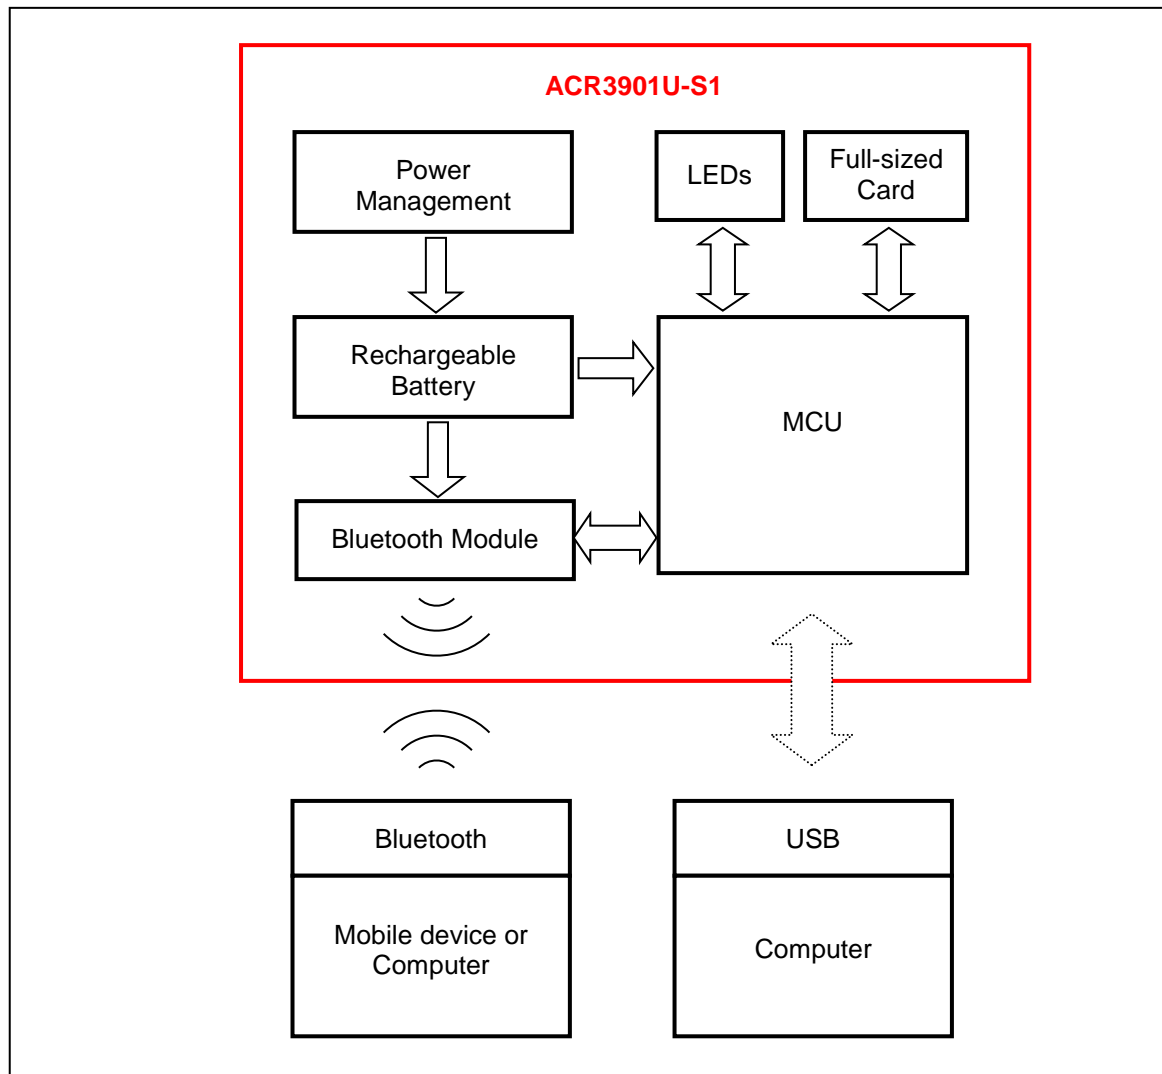 ACR3901U-S1
Power
Management
LEDs
Full-sized
Card
Rechargeable
Battery
MCU
Bluetooth Module
Bluetooth
USB
Mobile device or
Computer
Computer